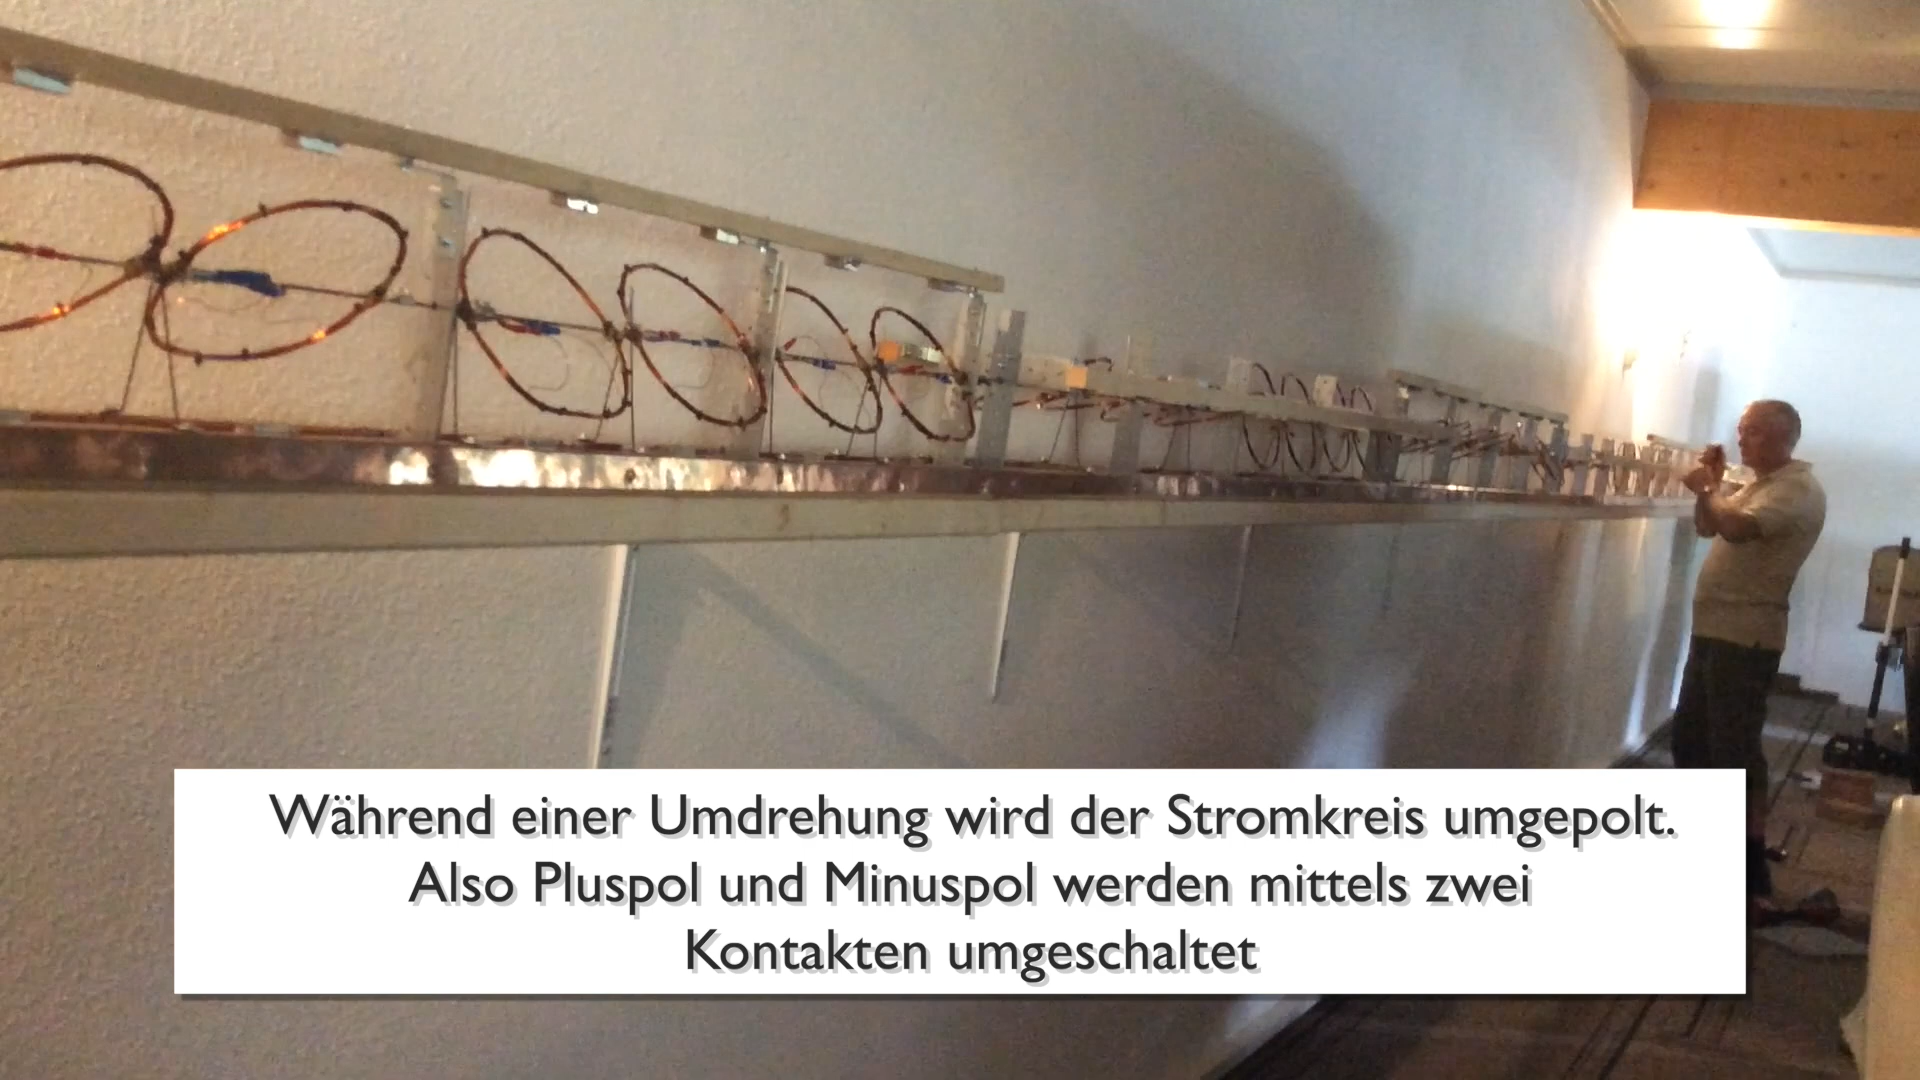 Während einer Umdrehung wird der Stromkreis umgepolt.
Also Pluspol und Minuspol werden mittels zwei
Kontakten umgeschaltet